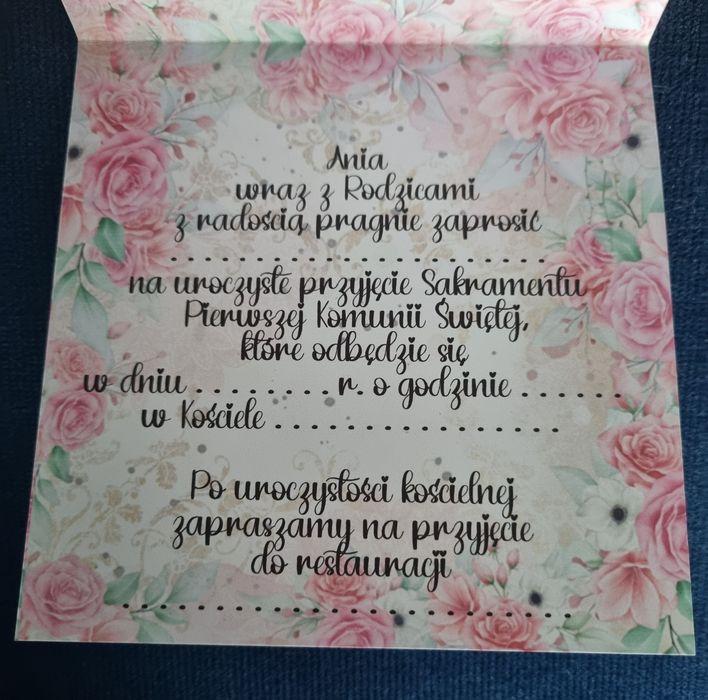 Ania
wraz z Rodzicami
z radością pragnie zaprosić
. . . . . . . . . . . . . . . . . . . . . . .
na uroczyste przyjęcie Sakramentu
Pierwszej Komunii Świętej,
które odbędzie się
w dniu . . . . . . . . r. o godzinie . . . . . .
w Kościele . . . . . . . . . . . . . . . . .
Po uroczystości kościelnej
zapraszamy na przyjęcie
do restauracji
. . . . . . . . . . . . . . . . . . . . . . . . . . .